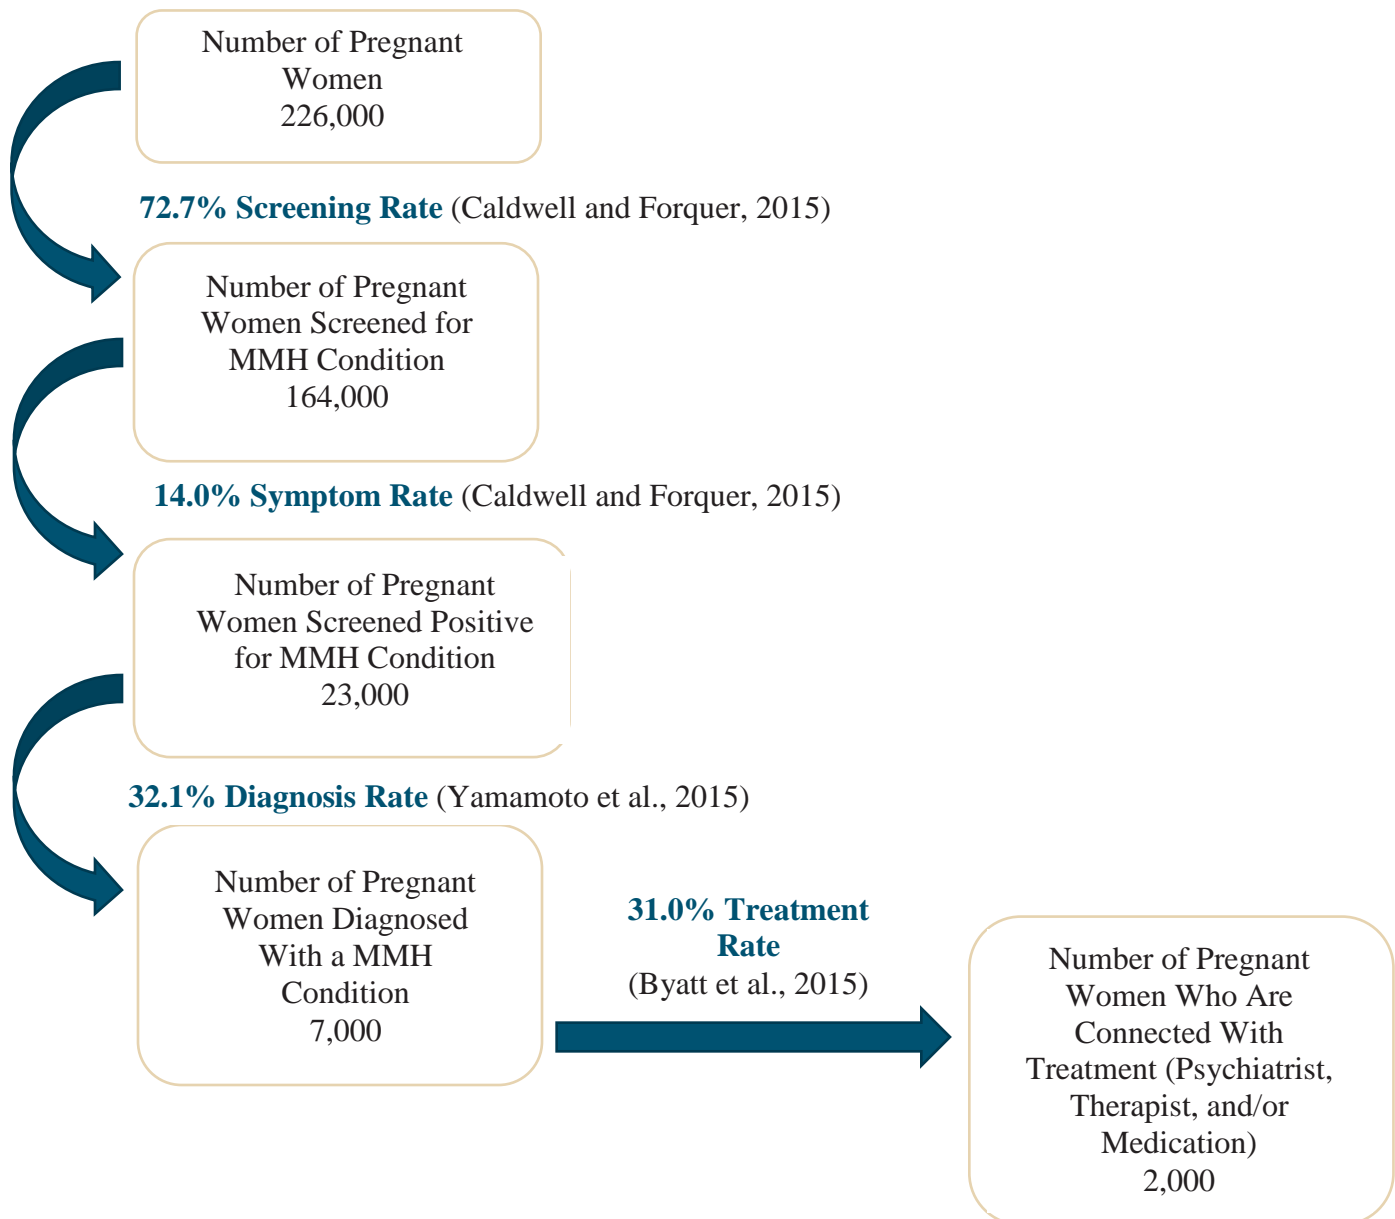 Number of Pregnant
Women
226,000
72.7% Screening Rate (Caldwell and Forquer, 2015)
Number of Pregnant
Women Screened for
MMH Condition
164,000
14.0% Symptom Rate (Caldwell and Forquer, 2015)
Number of Pregnant
Women Screened Positive
for MMH Condition
23,000
32.1% Diagnosis Rate (Yamamoto et al., 2015)
Number of Pregnant
Women Diagnosed
With a MMH
Condition
7,000
31.0% Treatment
Rate
(Byatt et al., 2015)
Number of Pregnant
Women Who Are
Connected With
Treatment (Psychiatrist,
Therapist, and/or
Medication)
2,000